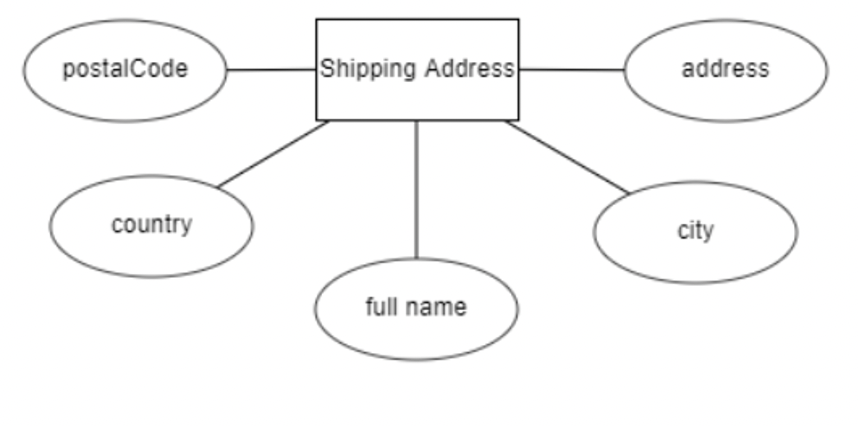 postalCode
Shipping Address
address
country
city
full name